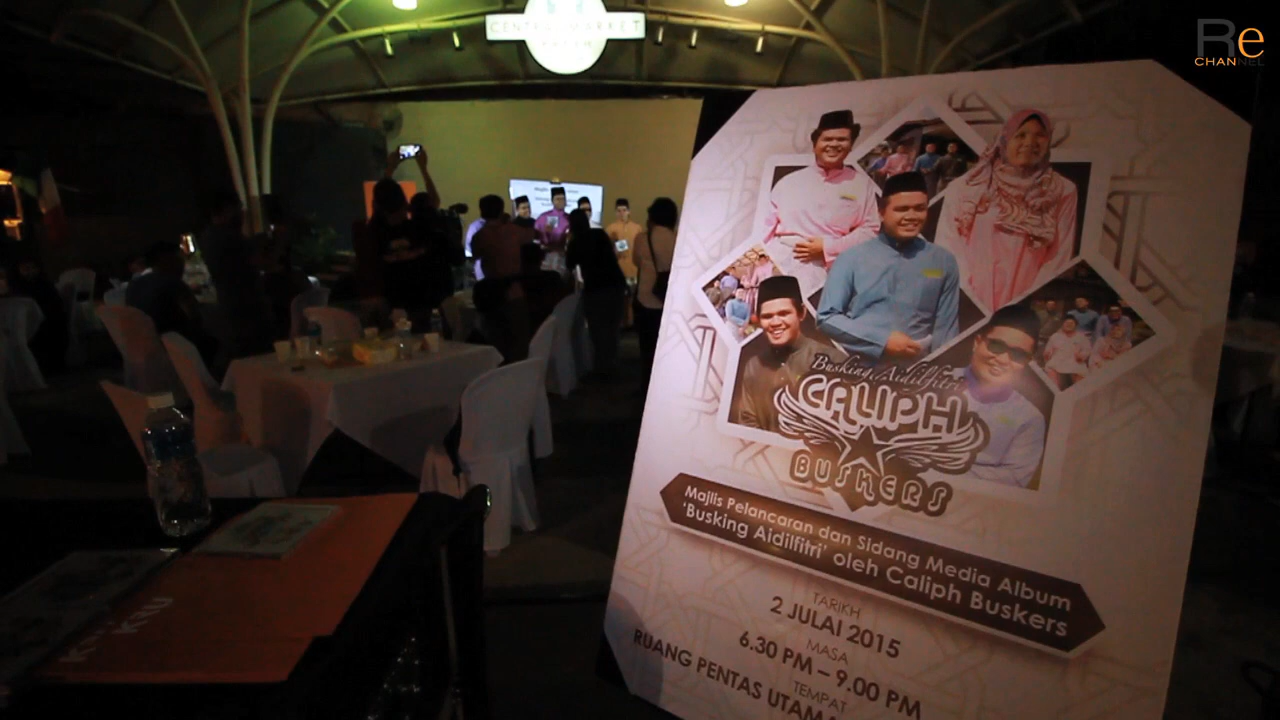 Re
CHANNEL
CENTRAL MARKET
Busking Aidilfitri
CALIPH
BUSKERS
Majlis Pelancaran dan Sidang Media Album
'Busking Aidilfitri' oleh Caliph Buskers
TARIKH
2 JULAI 2015
MASA
6.30 PM – 9.00 PM
TEMPAT
RUANG PENTAS UTAMA